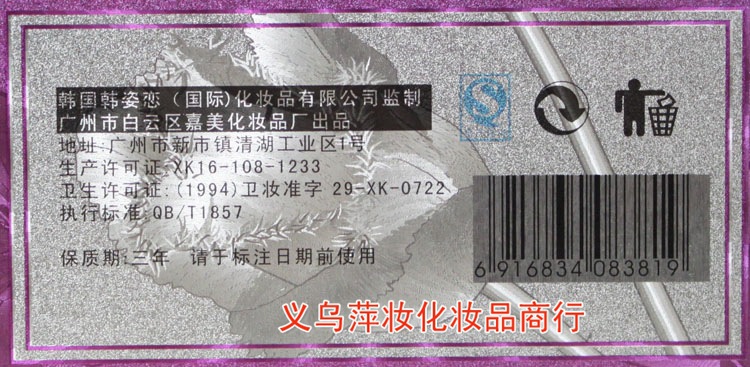 韩国韩姿恋（国际)化妆品有限公司监制
广州市白云区嘉美化妆品厂出品
地址:广州市新市镇清湖工业区1号
生产许可证:XK16-108-1233
卫生许可证:(1994)卫妆准字 29-XK-0722
执行标准:QB/T1857
保质期:三年 请于标注日期前使用
6 916834 083819
义乌萍妆化妆品商行